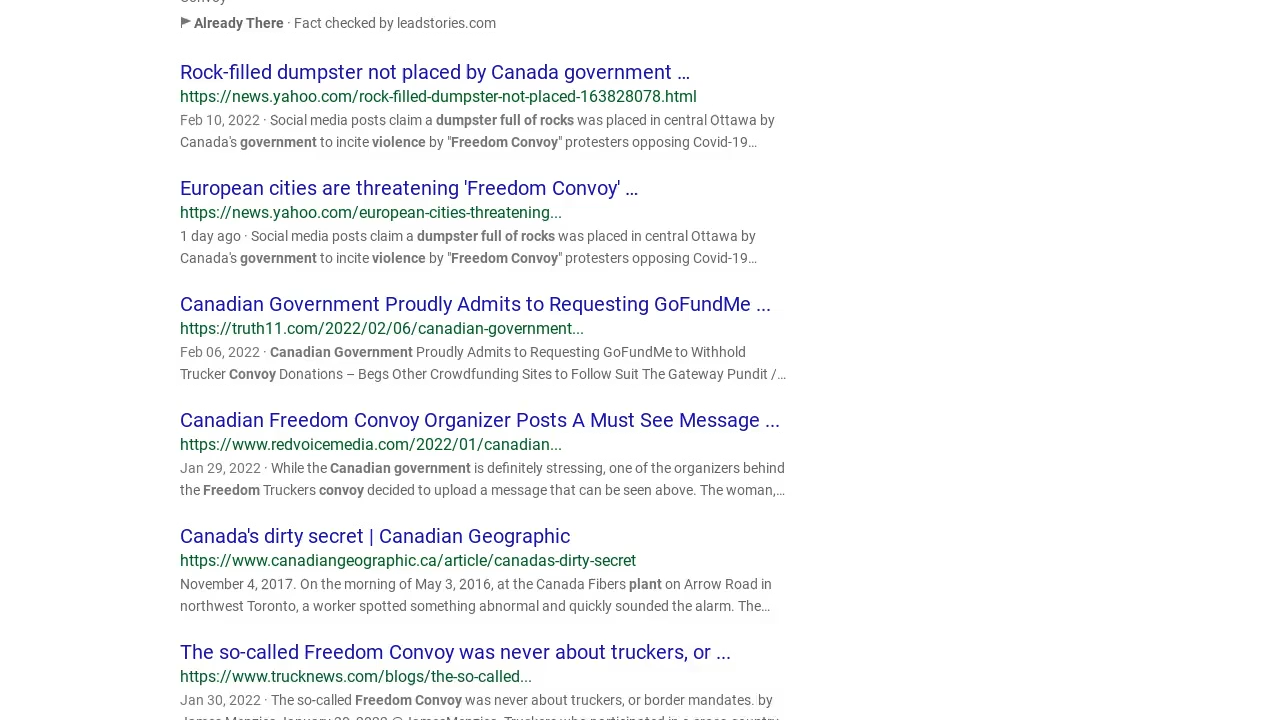 Convoy
Already There · Fact checked by leadstories.com
Rock-filled dumpster not placed by Canada government ...
https://news.yahoo.com/rock-filled-dumpster-not-placed-163828078.html
Feb 10, 2022 · Social media posts claim a dumpster full of rocks was placed in central Ottawa by
Canada's government to incite violence by "Freedom Convoy" protesters opposing Covid-19...
European cities are threatening 'Freedom Convoy' ...
https://news.yahoo.com/european-cities-threatening...
1 day ago · Social media posts claim a dumpster full of rocks was placed in central Ottawa by
Canada's government to incite violence by "Freedom Convoy" protesters opposing Covid-19...
Canadian Government Proudly Admits to Requesting GoFundMe ...
https://truth11.com/2022/02/06/canadian-government...
Feb 06, 2022 · Canadian Government Proudly Admits to Requesting GoFundMe to Withhold
Trucker Convoy Donations – Begs Other Crowdfunding Sites to Follow Suit The Gateway Pundit /...
Canadian Freedom Convoy Organizer Posts A Must See Message ...
https://www.redvoicemedia.com/2022/01/canadian...
Jan 29, 2022 · While the Canadian government is definitely stressing, one of the organizers behind
the Freedom Truckers convoy decided to upload a message that can be seen above. The woman,...
Canada's dirty secret | Canadian Geographic
https://www.canadiangeographic.ca/article/canadas-dirty-secret
November 4, 2017. On the morning of May 3, 2016, at the Canada Fibers plant on Arrow Road in
northwest Toronto, a worker spotted something abnormal and quickly sounded the alarm. The...
The so-called Freedom Convoy was never about truckers, or ...
https://www.trucknews.com/blogs/the-so-called...
Jan 30, 2022 · The so-called Freedom Convoy was never about truckers, or border mandates. by